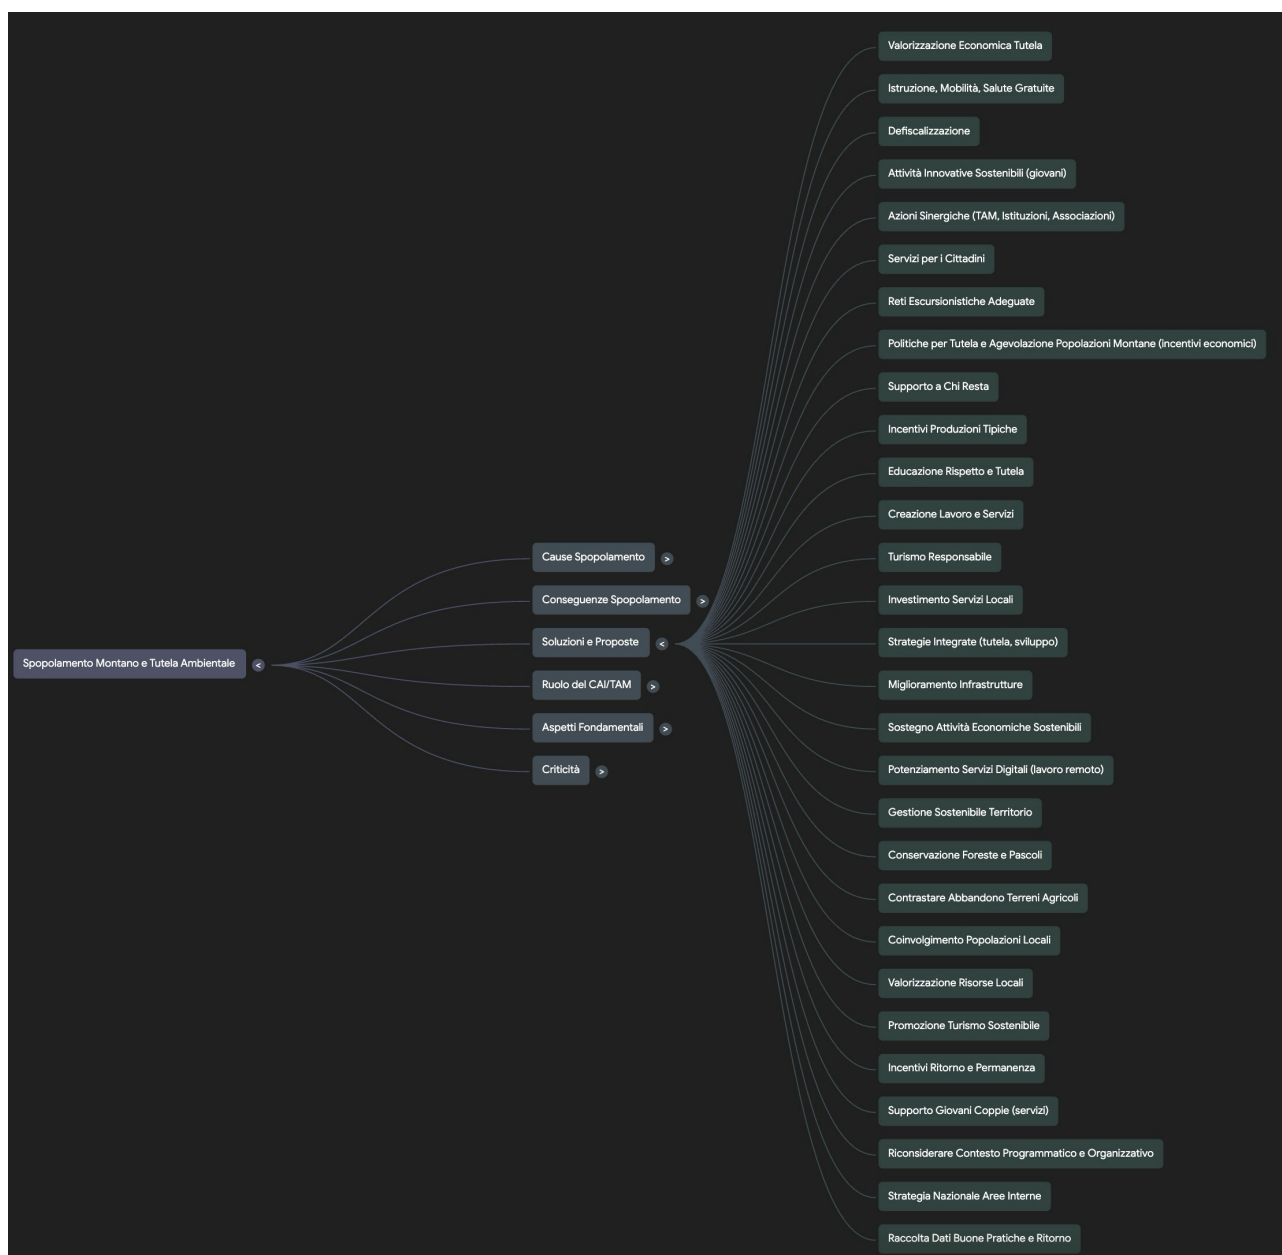 Spopolamento Montano e Tutela Ambientale
<
Cause Spopolamento
>
Conseguenze Spopolamento
>
Soluzioni e Proposte
<
Ruolo del CAI/TAM
>
Aspetti Fondamentali
>
Criticità
>
Valorizzazione Economica Tutela
Istruzione, Mobilità, Salute Gratuite
Defiscalizzazione
Attività Innovative Sostenibili (giovani)
Azioni Sinergiche (TAM, Istituzioni, Associazioni)
Servizi per i Cittadini
Reti Escursionistiche Adeguate
Politiche per Tutela e Agevolazione Popolazioni Montane (incentivi economici)
Supporto a Chi Resta
Incentivi Produzioni Tipiche
Educazione Rispetto e Tutela
Creazione Lavoro e Servizi
Turismo Responsabile
Investimento Servizi Locali
Strategie Integrate (tutela, sviluppo)
Miglioramento Infrastrutture
Sostegno Attività Economiche Sostenibili
Potenziamento Servizi Digitali (lavoro remoto)
Gestione Sostenibile Territorio
Conservazione Foreste e Pascoli
Contrastare Abbandono Terreni Agricoli
Coinvolgimento Popolazioni Locali
Valorizzazione Risorse Locali
Promozione Turismo Sostenibile
Incentivi Ritorno e Permanenza
Supporto Giovani Coppie (servizi)
Riconsiderare Contesto Programmatico e Organizzativo
Strategia Nazionale Aree Interne
Raccolta Dati Buone Pratiche e Ritorno